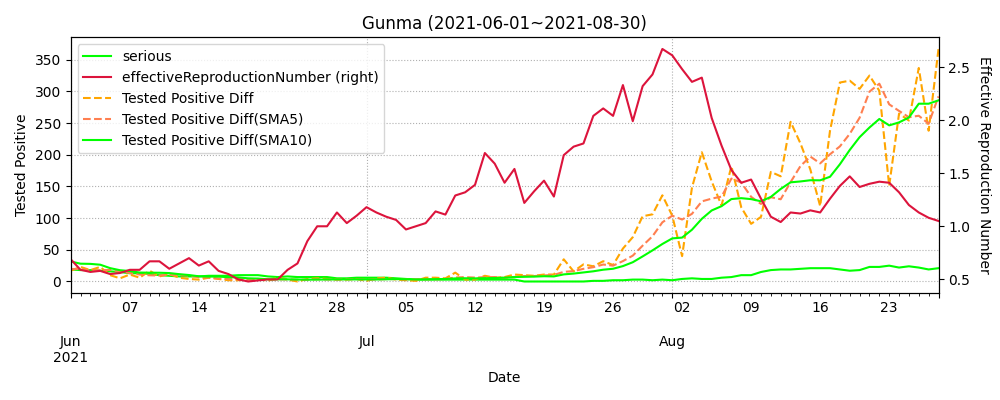 Gunma (2021-06-01~2021-08-30)
serious
effectiveReproductionNumber (right)
Tested Positive Diff
Tested Positive Diff(SMA5)
Tested Positive Diff(SMA10)
Tested Positive
350
300
250
200
150
100
50
0
2.5
2.0
1.5
1.0
0.5
Effective Reproduction Number
07 14 21 28 05 12 19 26 02 09 16 23
Jun Jul Aug
2021
Date